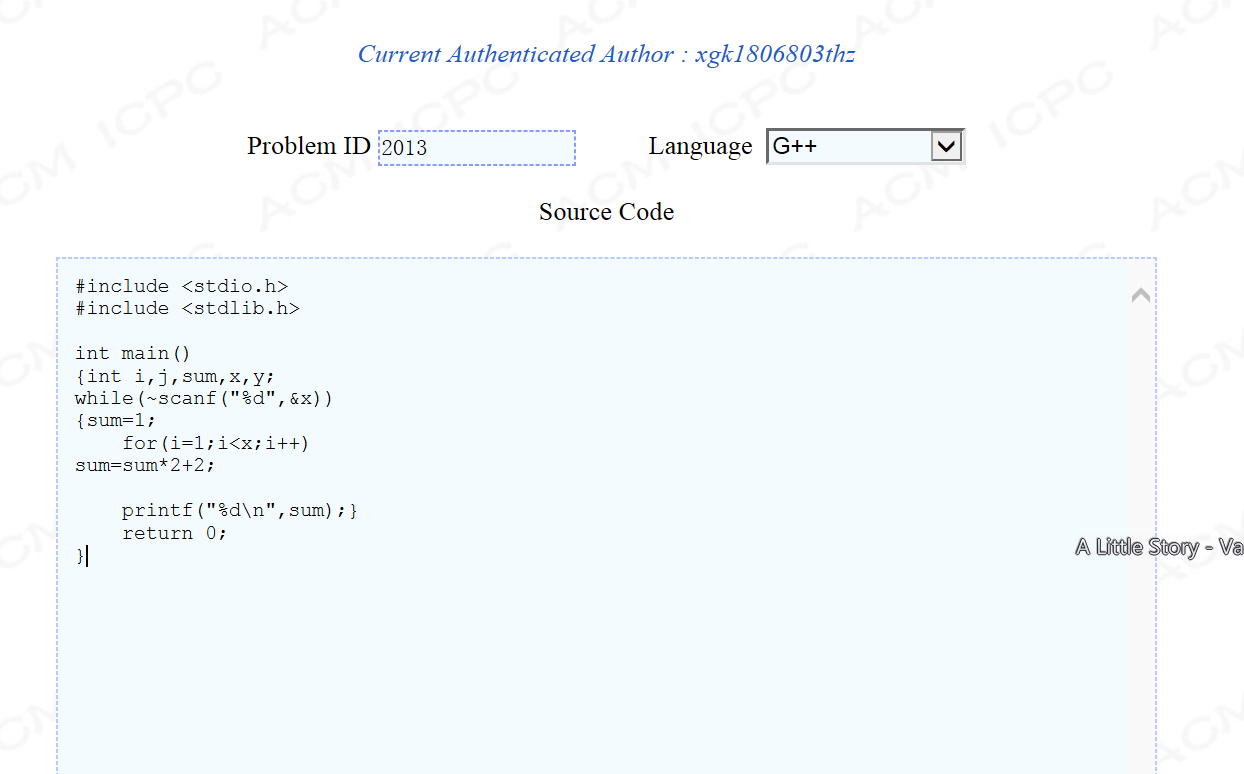 Current Authenticated Author : xgk1806803thz
Problem ID 2013 Language G++
Source Code
#include <stdio.h>
#include <stdlib.h>
int main()
{int i,j,sum,x,y;
while(~scanf("%d",&x))
{sum=1;
for(i=1;i<x;i++)
sum=sum*2+2;
printf("%d\n",sum);}
return 0;
}
A Little Story - Va
ACM ICPC